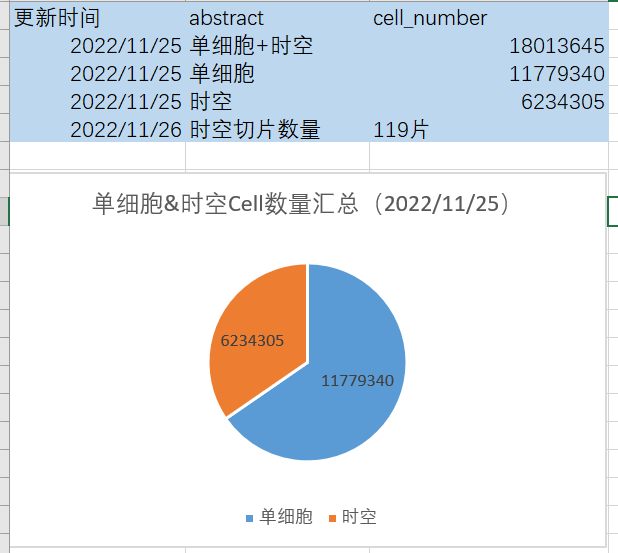 更新时间 abstract cell_number
2022/11/25 单细胞+时空 18013645
2022/11/25 单细胞 11779340
2022/11/25 时空 6234305
2022/11/26 时空切片数量 119片
单细胞&时空Cell数量汇总（2022/11/25）
6234305
11779340
单细胞 时空